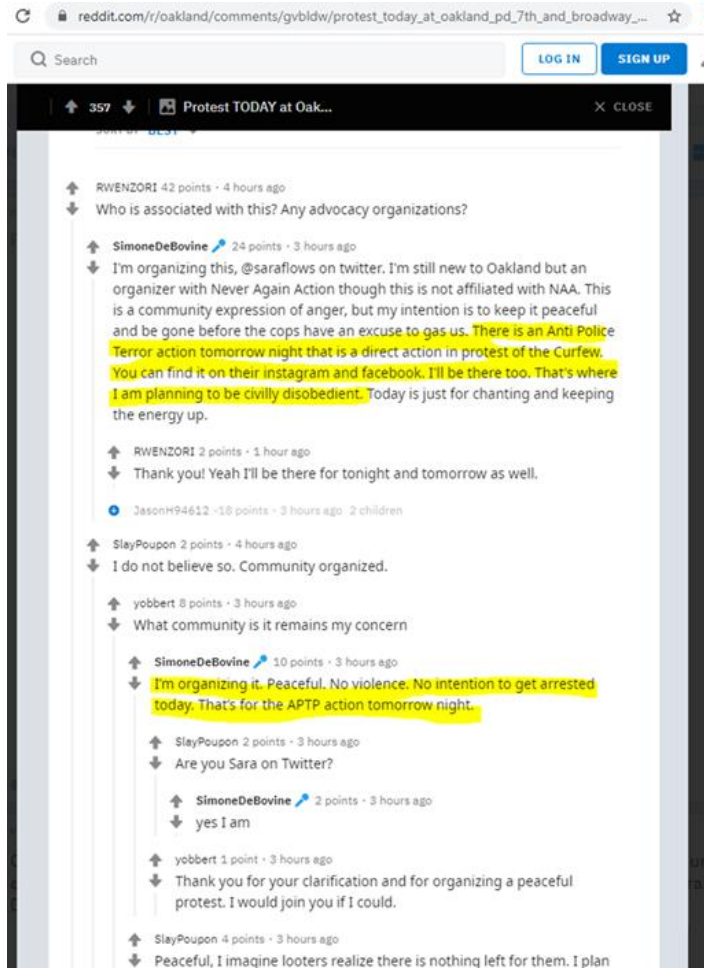 reddit.com/r/oakland/comments/gvbldw/protest_today_at_oakland_pd_7th_and_broadway_...
Search
LOG IN
SIGN UP
357
Protest TODAY at Oak...
CLOSE
BEST
RWENZORI 42 points · 4 hours ago
Who is associated with this? Any advocacy organizations?
SimoneDeBovine 24 points · 3 hours ago
I'm organizing this, @saraflows on twitter. I'm still new to Oakland but an
organizer with Never Again Action though this is not affiliated with NAA. This
is a community expression of anger, but my intention is to keep it peaceful
and be gone before the cops have an excuse to gas us. There is an Anti Police
Terror action tomorrow night that is a direct action in protest of the Curfew.
You can find it on their instagram and facebook. I'll be there too. That's where
I am planning to be civilly disobedient. Today is just for chanting and keeping
the energy up.
RWENZORI 2 points · 1 hour ago
Thank you! Yeah I'll be there for tonight and tomorrow as well.
JasonH94612 -18 points · 3 hours ago 2 children
SlayPoupon 2 points · 4 hours ago
I do not believe so. Community organized.
yobbert 8 points · 3 hours ago
What community is it remains my concern
SimoneDeBovine 10 points · 3 hours ago
I'm organizing it. Peaceful. No violence. No intention to get arrested
today. That's for the APTP action tomorrow night.
SlayPoupon 2 points · 3 hours ago
Are you Sara on Twitter?
SimoneDeBovine 2 points · 3 hours ago
yes I am
yobbert 1 point · 3 hours ago
Thank you for your clarification and for organizing a peaceful
protest. I would join you if I could.
SlayPoupon 4 points · 3 hours ago
Peaceful, I imagine looters realize there is nothing left for them. I plan